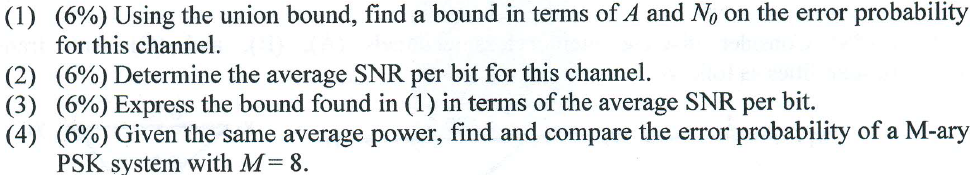 (1) (6%) Using the union bound, find a bound in terms of A and N₀ on the error probability
for this channel.
(2) (6%) Determine the average SNR per bit for this channel.
(3) (6%) Express the bound found in (1) in terms of the average SNR per bit.
(4) (6%) Given the same average power, find and compare the error probability of a M-ary
PSK system with M = 8.